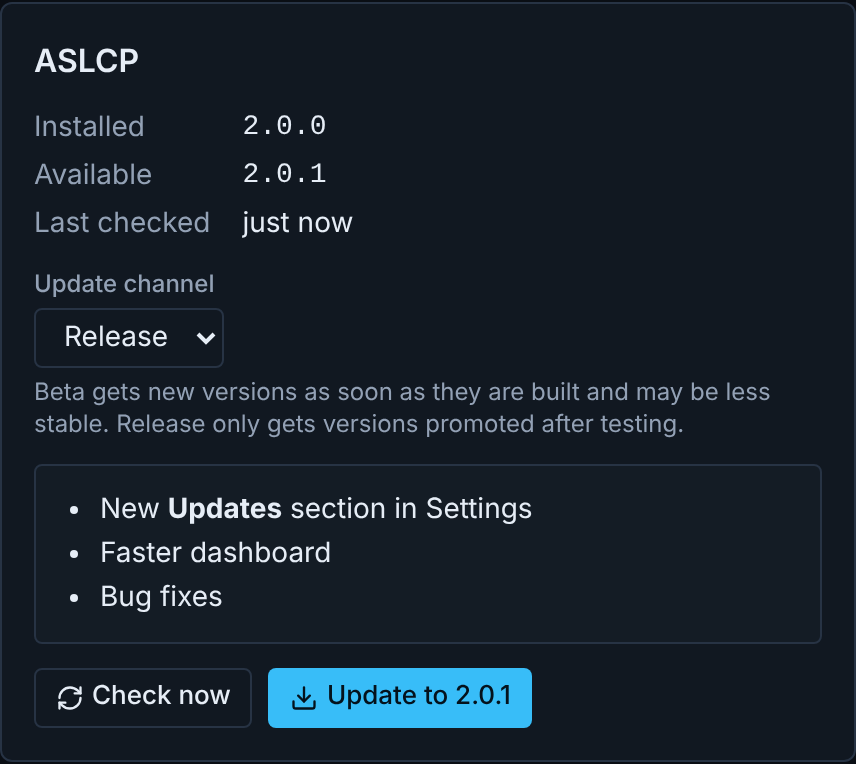 ASLCP
Installed 2.0.0
Available 2.0.1
Last checked just now
Update channel
Release
Beta gets new versions as soon as they are built and may be less
stable. Release only gets versions promoted after testing.
New Updates section in Settings
Faster dashboard
Bug fixes
Check now Update to 2.0.1